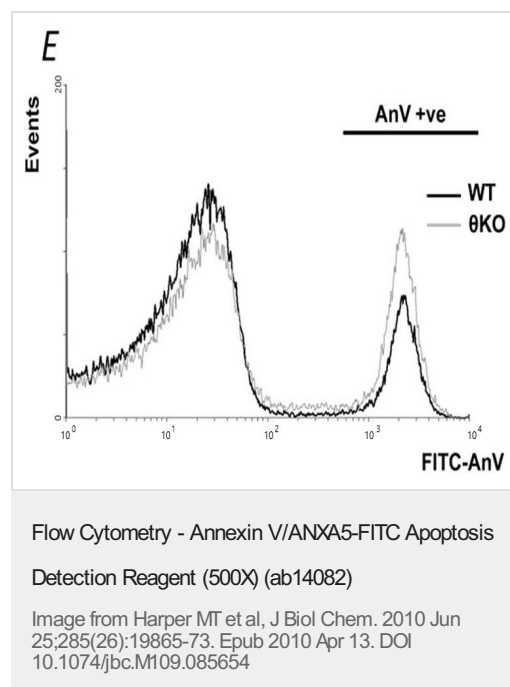 E
200
Events
0
AnV +ve
WT
θKO
10⁰ 10¹ 10² 10³ 10⁴
FITC-AnV
Flow Cytometry - Annexin V/ANXA5-FITC Apoptosis
Detection Reagent (500X) (ab14082)
Image from Harper MT et al, J Biol Chem. 2010 Jun
25;285(26):19865-73. Epub 2010 Apr 13. DOI
10.1074/jbc.M109.085654